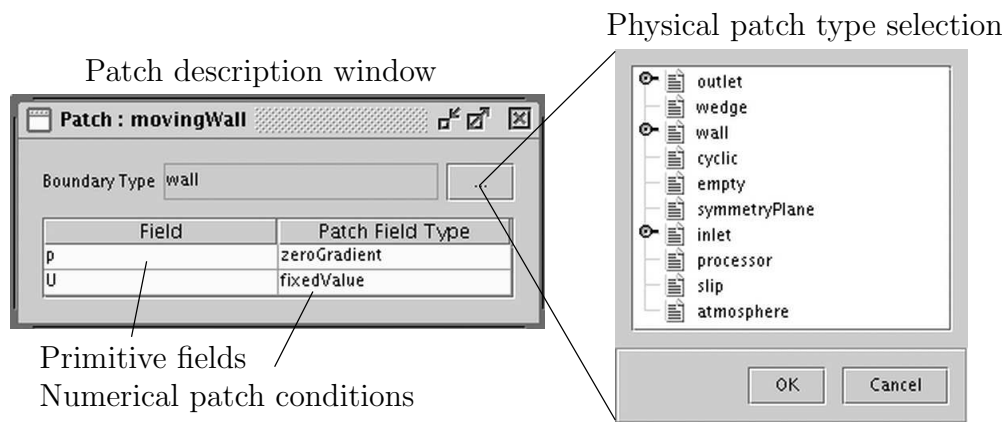 Physical patch type selection
Patch description window
Patch : movingWall
Boundary Type wall ...
Field Patch Field Type
p zeroGradient
U fixedValue
Primitive fields
Numerical patch conditions
outlet
wedge
wall
cyclic
empty
symmetryPlane
inlet
processor
slip
atmosphere
OK Cancel